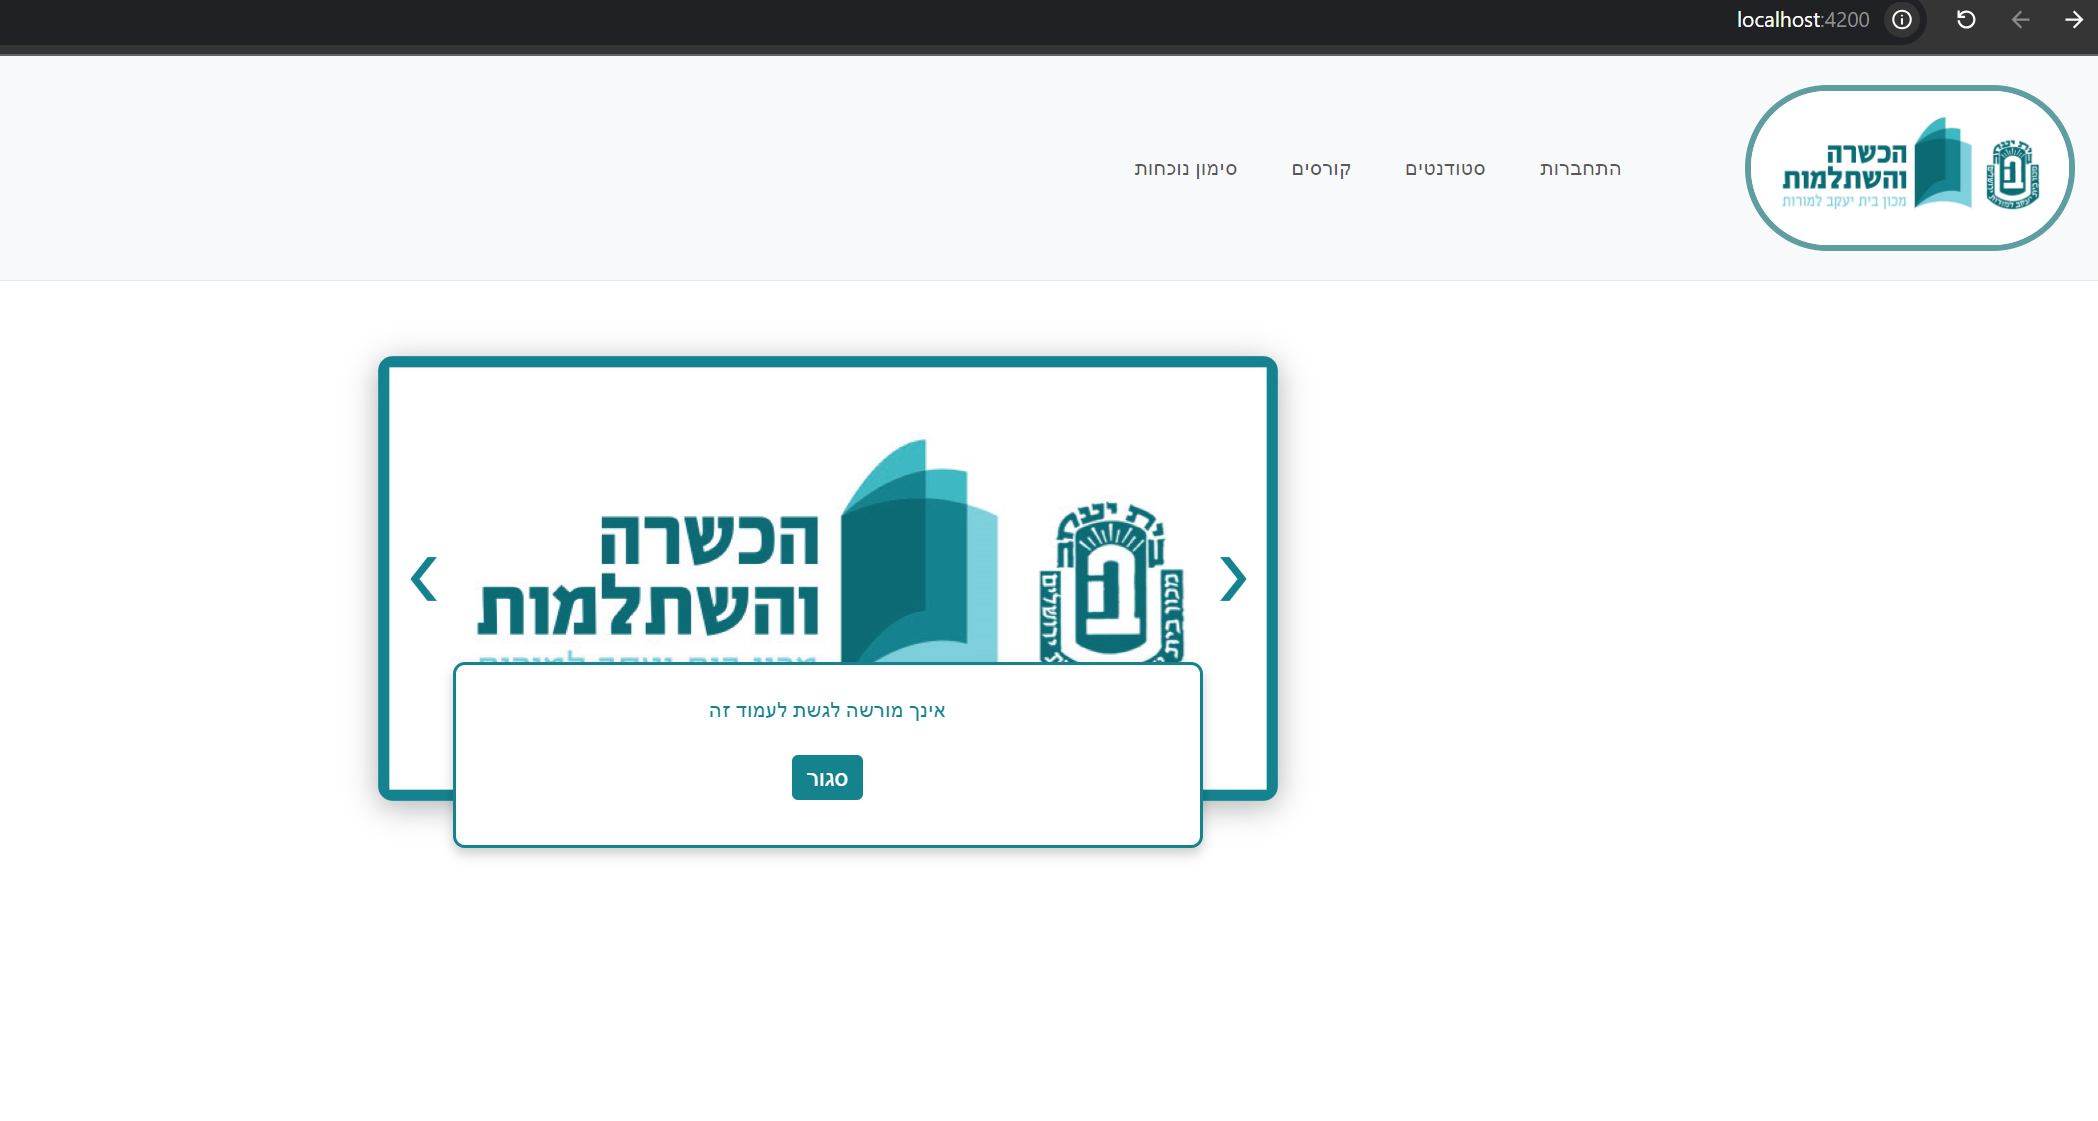 localhost:4200
הכשרה
והשתלמות
מכון בית יעקב למורות
התחברות
סטודנטים
קורסים
סימון נוכחות
הכשרה
והשתלמות
אינך מורשה לגשת לעמוד זה
סגור